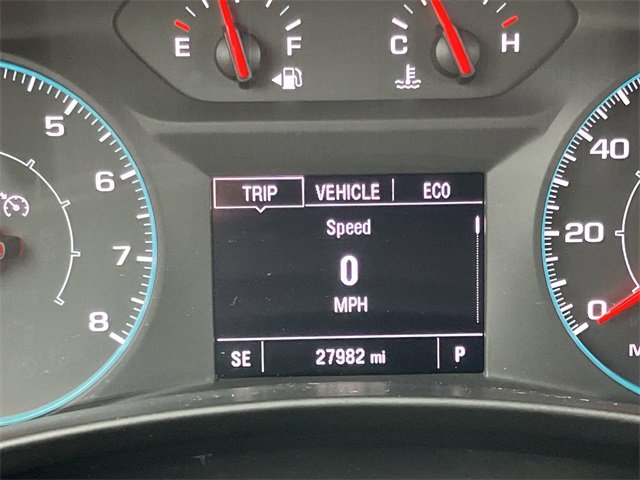 E F C H
5
6
7
8
TRIP VEHICLE ECO
Speed
0
MPH
SE 27982 mi P
40
20
0
M